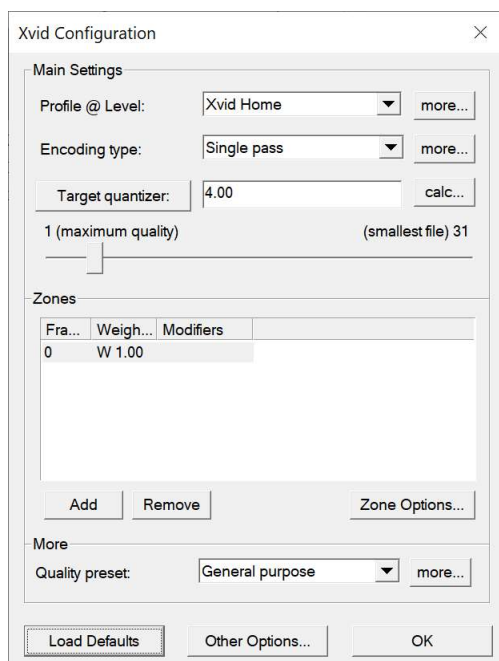 Xvid Configuration
Main Settings
Profile @ Level: Xvid Home more...
Encoding type: Single pass more...
Target quantizer: 4.00 calc...
1 (maximum quality) (smallest file) 31
Zones
Fra... Weigh... Modifiers
0 W 1.00
Add Remove Zone Options...
More
Quality preset: General purpose more...
Load Defaults Other Options... OK